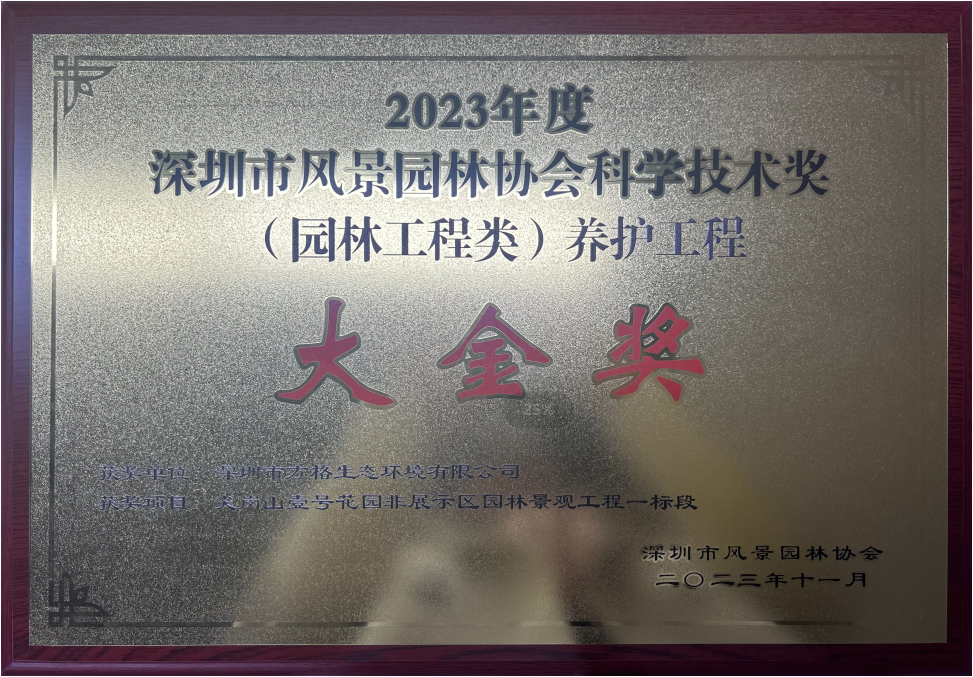 2023年度
深圳市风景园林协会科学技术奖
（园林工程类）养护工程
大金奖
25%
获奖单位 深圳市方格生态环境有限公司
获奖项目 岗山壹号花园非展示区园林景观工程一标段
深圳市风景园林协会
二〇二三年十一月